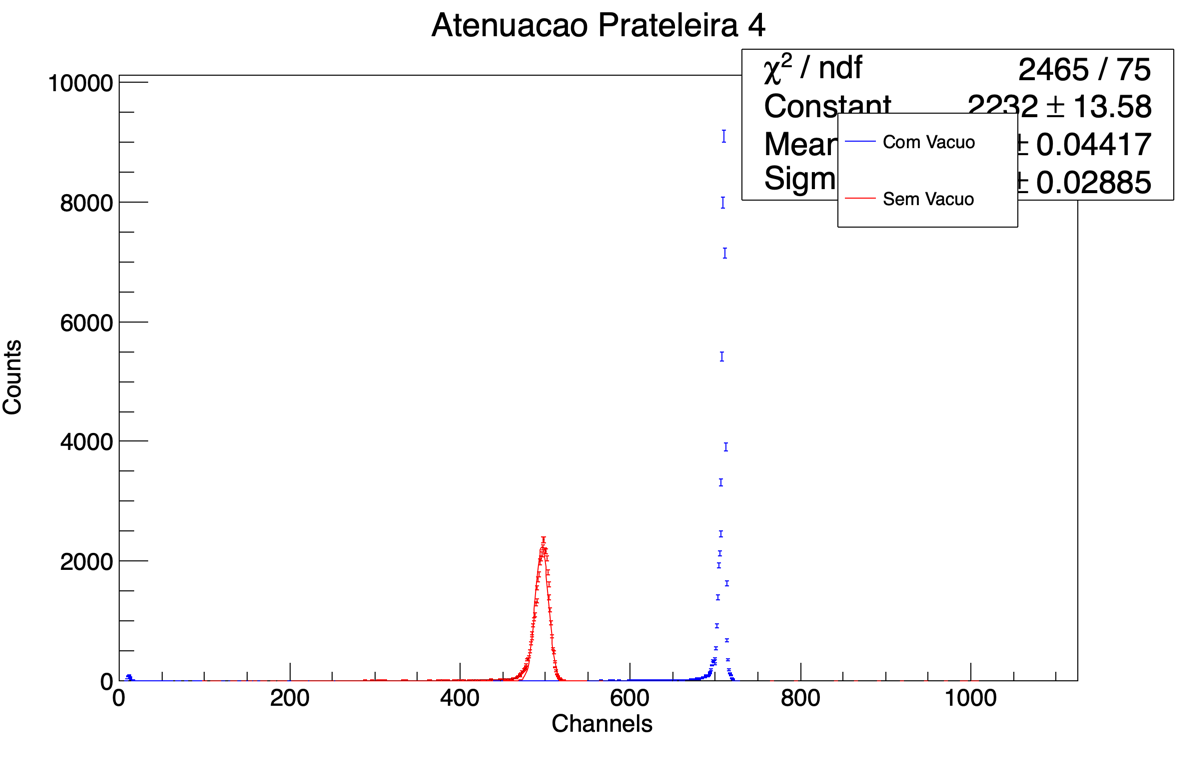 Atenuacao Prateleira 4
χ² / ndf 2465 / 75
Constant 2232 ± 13.58
± 0.04417
± 0.02885
Com Vacuo
Sem Vacuo
10000
8000
6000
4000
2000
0
Counts
0 200 400 600 800 1000
Channels